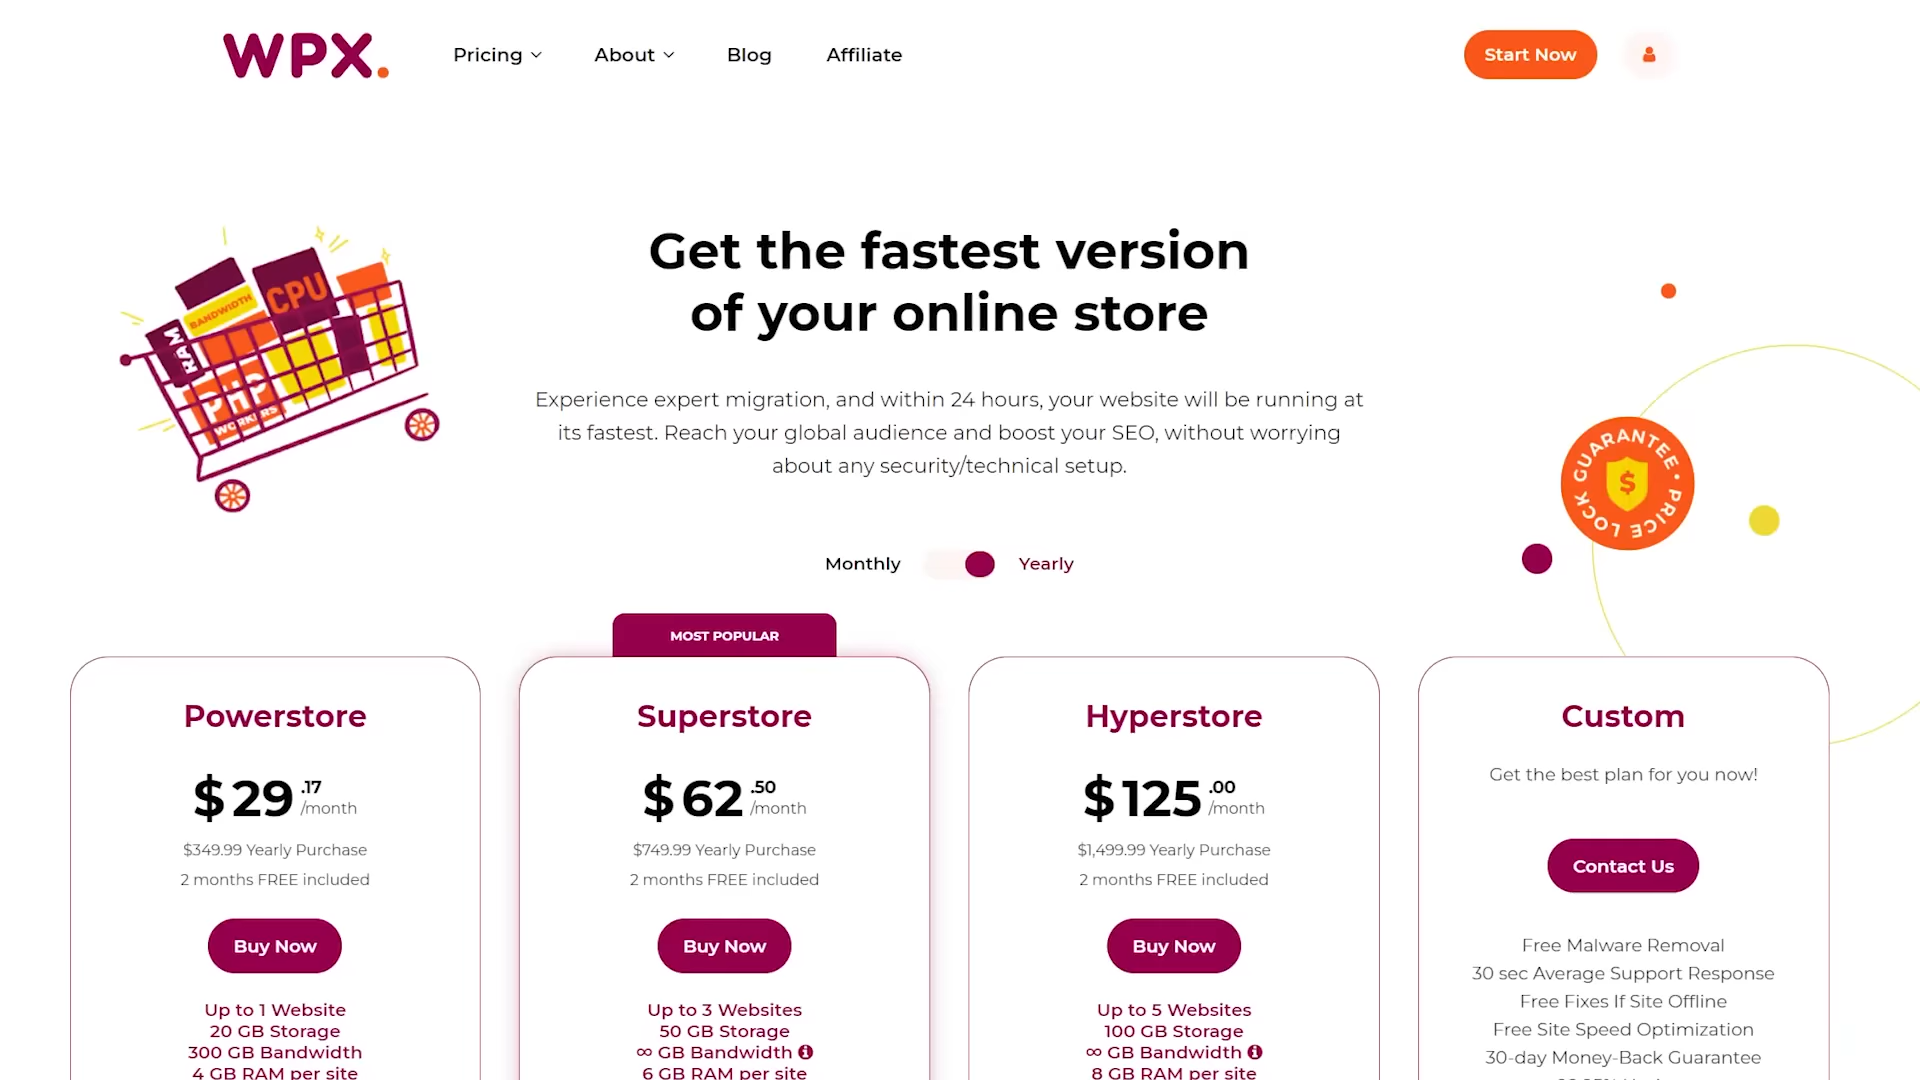 WPX.
Pricing
About
Blog
Affiliate
Start Now
Get the fastest version
of your online store
RAM
BANDWIDTH
CPU
PHP
WORKERS
Experience expert migration, and within 24 hours, your website will be running at
its fastest. Reach your global audience and boost your SEO, without worrying
about any security/technical setup.
GUARANTEE • PRICE LOCK
$
Monthly
Yearly
MOST POPULAR
Powerstore
$29.17
/month
$349.99 Yearly Purchase
2 months FREE included
Buy Now
Up to 1 Website
20 GB Storage
300 GB Bandwidth
4 GB RAM per site
Superstore
$62.50
/month
$749.99 Yearly Purchase
2 months FREE included
Buy Now
Up to 3 Websites
50 GB Storage
∞ GB Bandwidth
6 GB RAM per site
Hyperstore
$125.00
/month
$1,499.99 Yearly Purchase
2 months FREE included
Buy Now
Up to 5 Websites
100 GB Storage
∞ GB Bandwidth
8 GB RAM per site
Custom
Get the best plan for you now!
Contact Us
Free Malware Removal
30 sec Average Support Response
Free Fixes If Site Offline
Free Site Speed Optimization
30-day Money-Back Guarantee